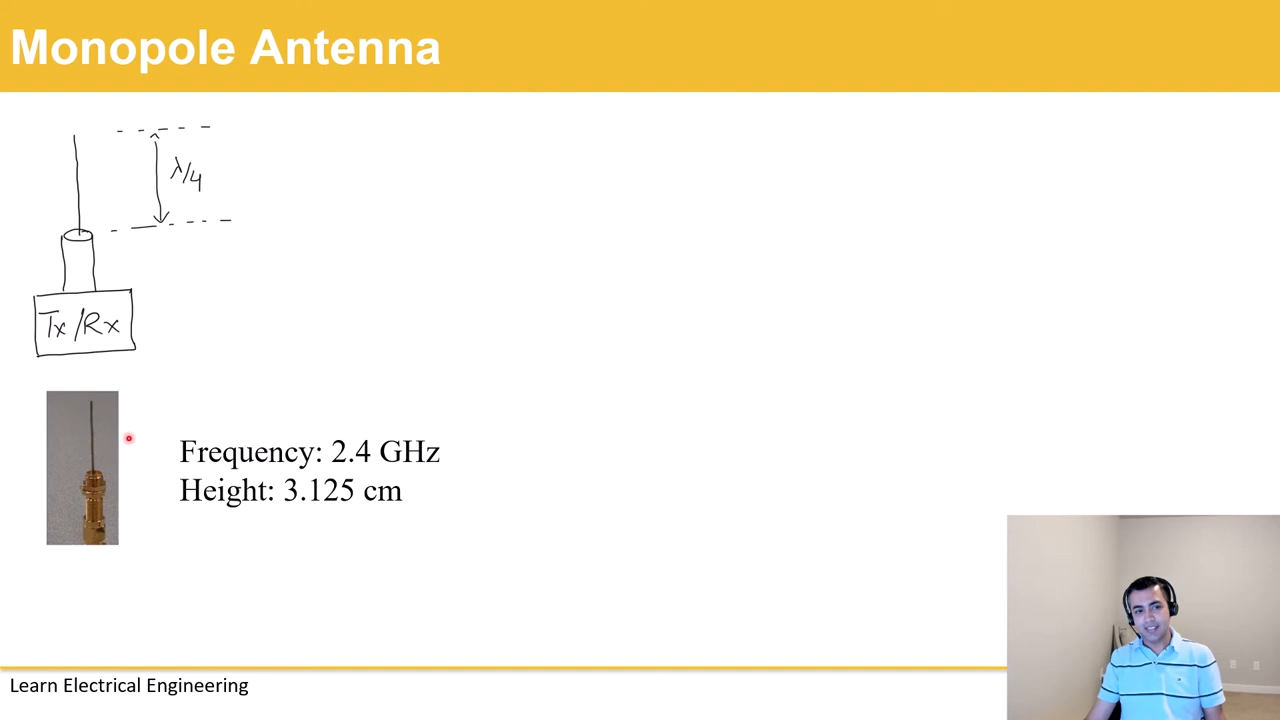 Monopole Antenna
λ/4
Tx/Rx
Frequency: 2.4 GHz
Height: 3.125 cm
Learn Electrical Engineering